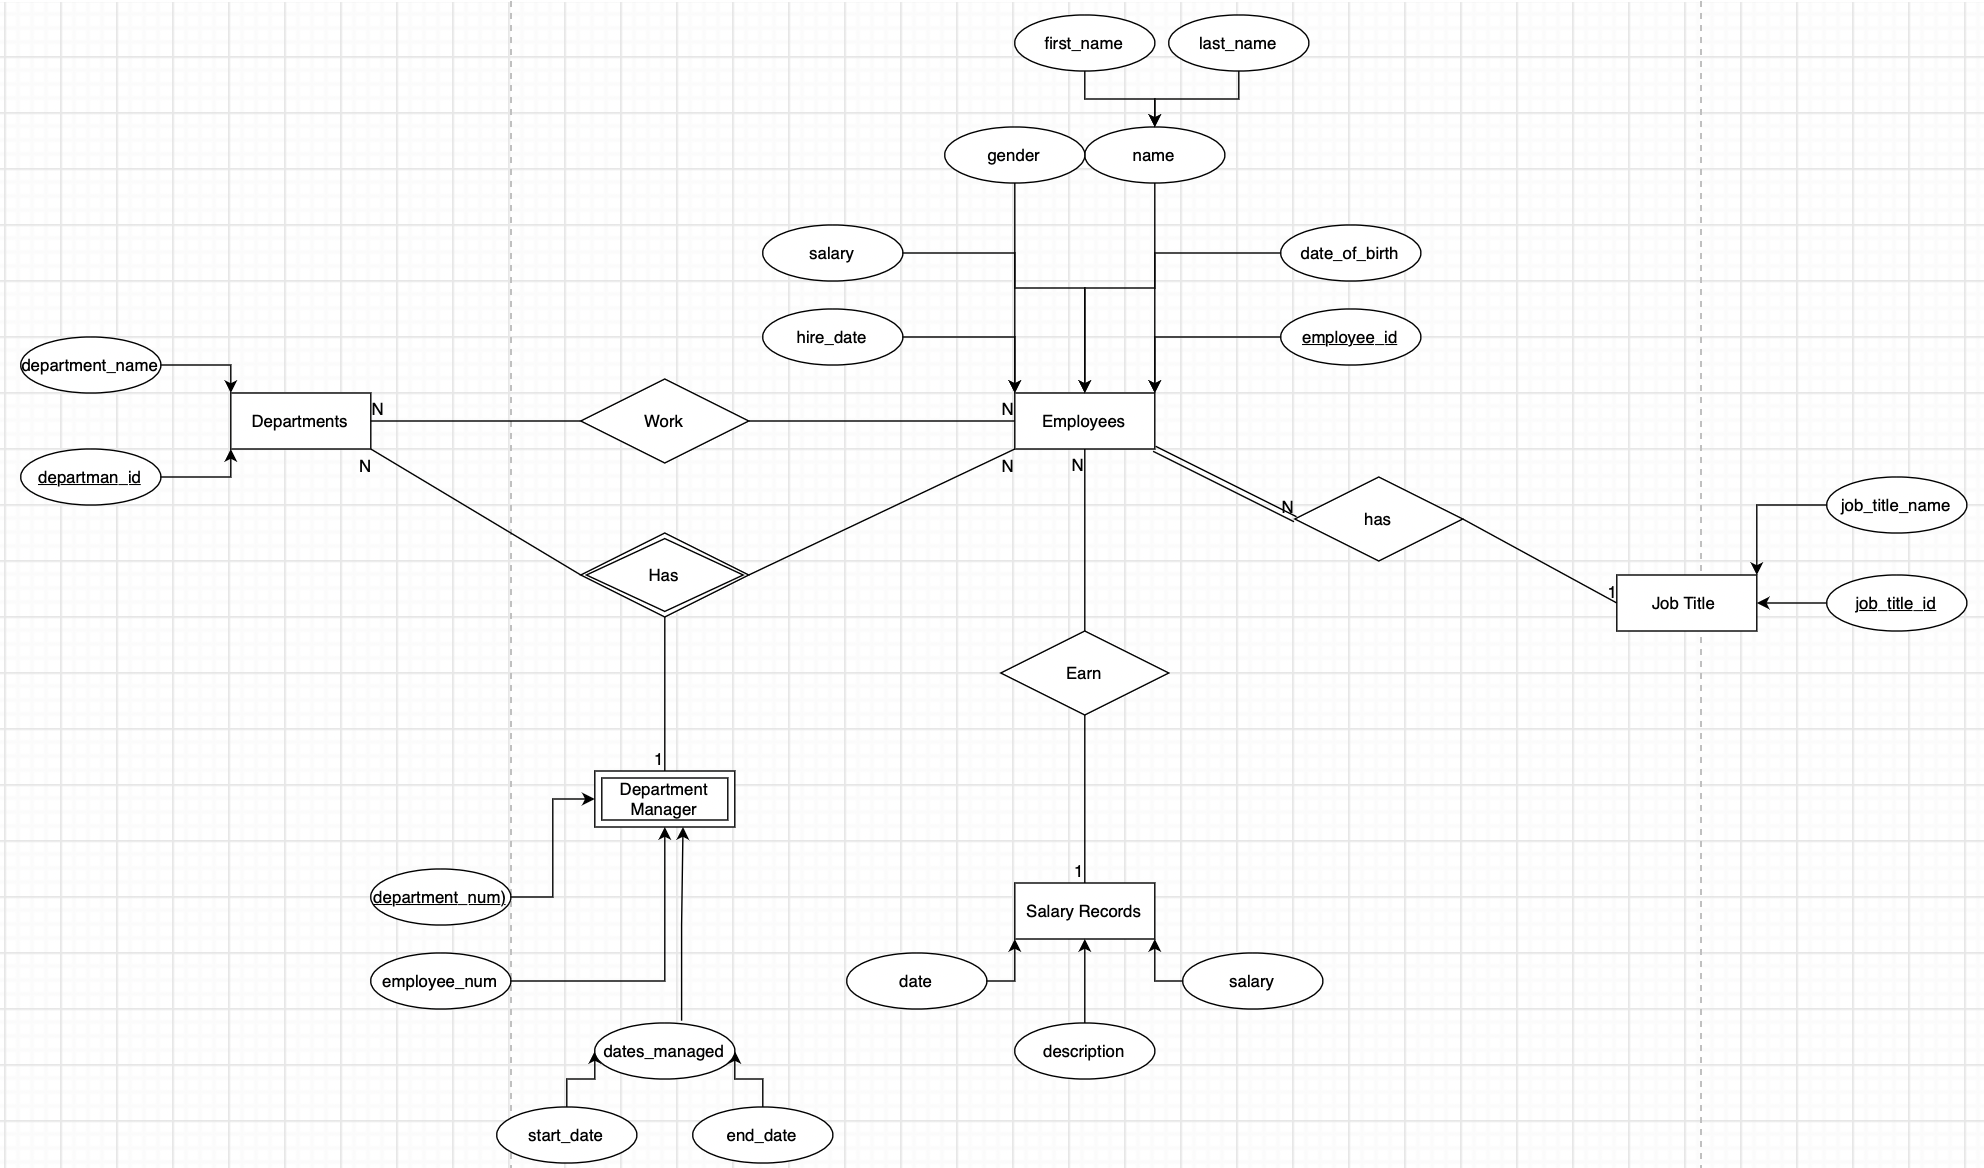 first_name
last_name
gender
name
salary
date_of_birth
hire_date
employee_id
department_name
Departments
N
Work
N
Employees
departman_id
N
N
N
N
has
job_title_name
Has
1
Job Title
job_title_id
Earn
1
Department
Manager
1
department_num)
Salary Records
employee_num
date
salary
dates_managed
description
start_date
end_date